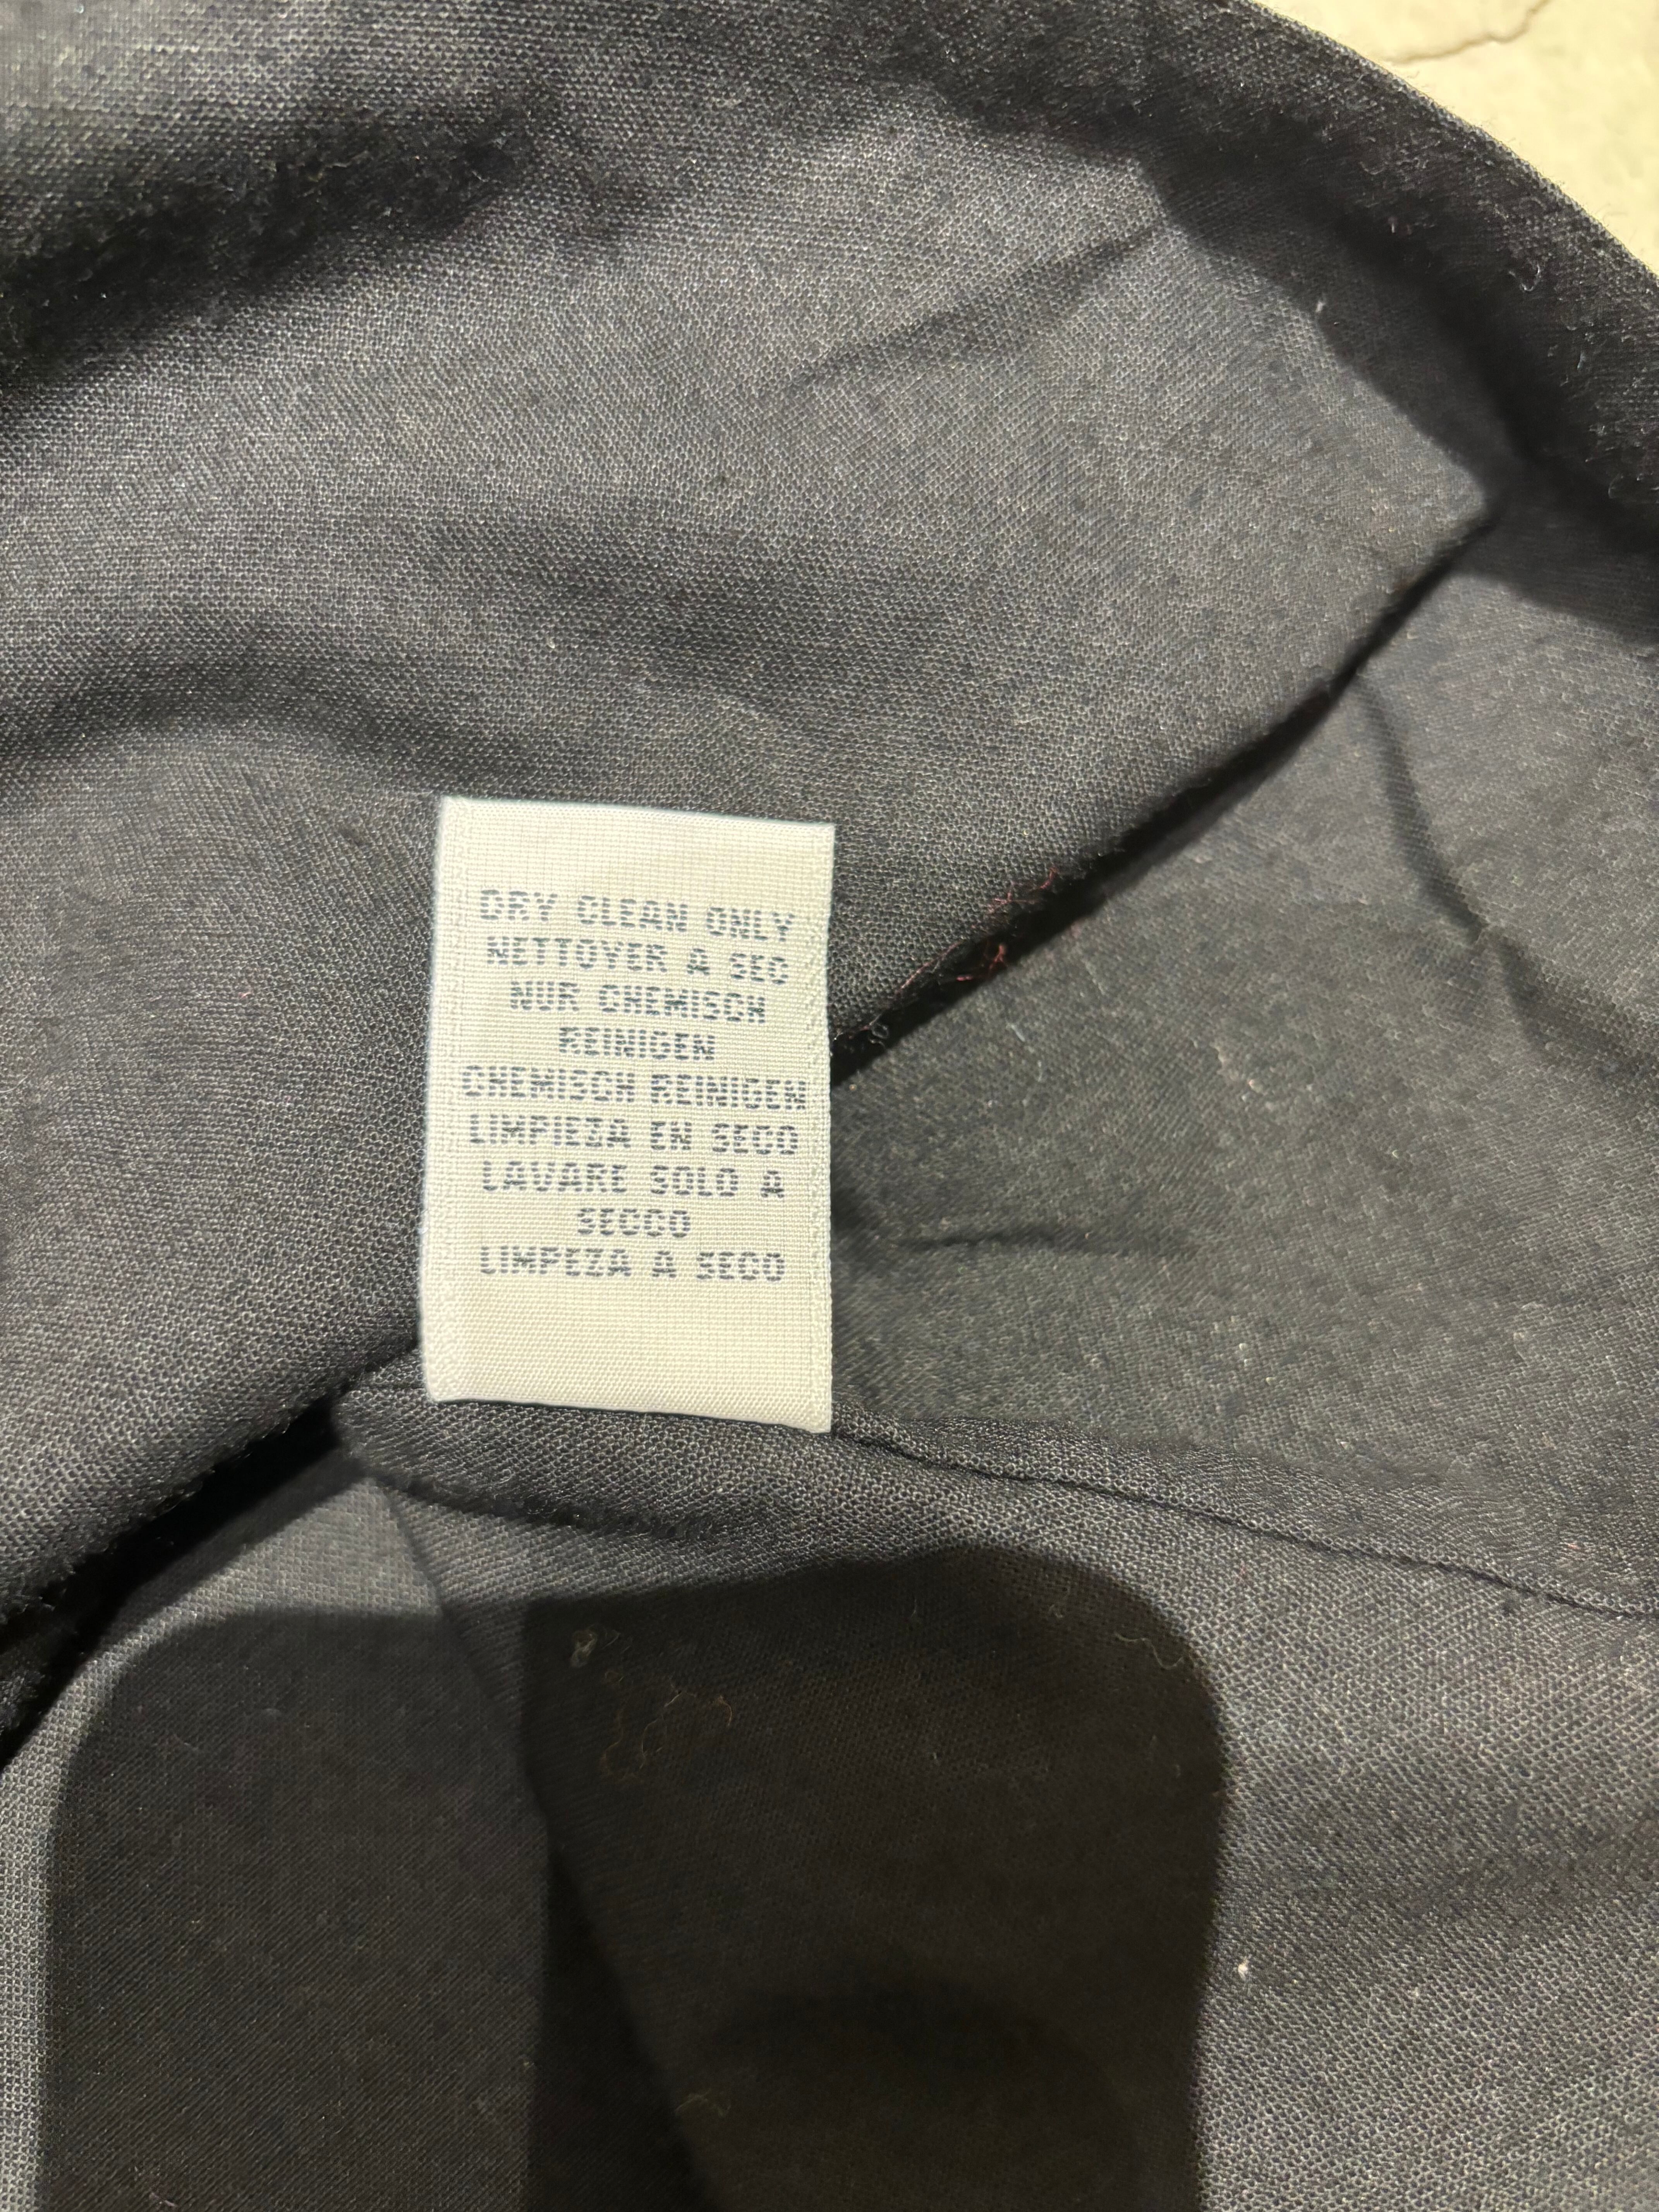 DRY CLEAN ONLY
NETTOYER A SEC
NUR CHEMISCH
REINIGEN
CHEMISCH REINIGEN
LIMPIEZA EN SECO
LAVARE SOLO A
SECCO
LIMPEZA A SECO